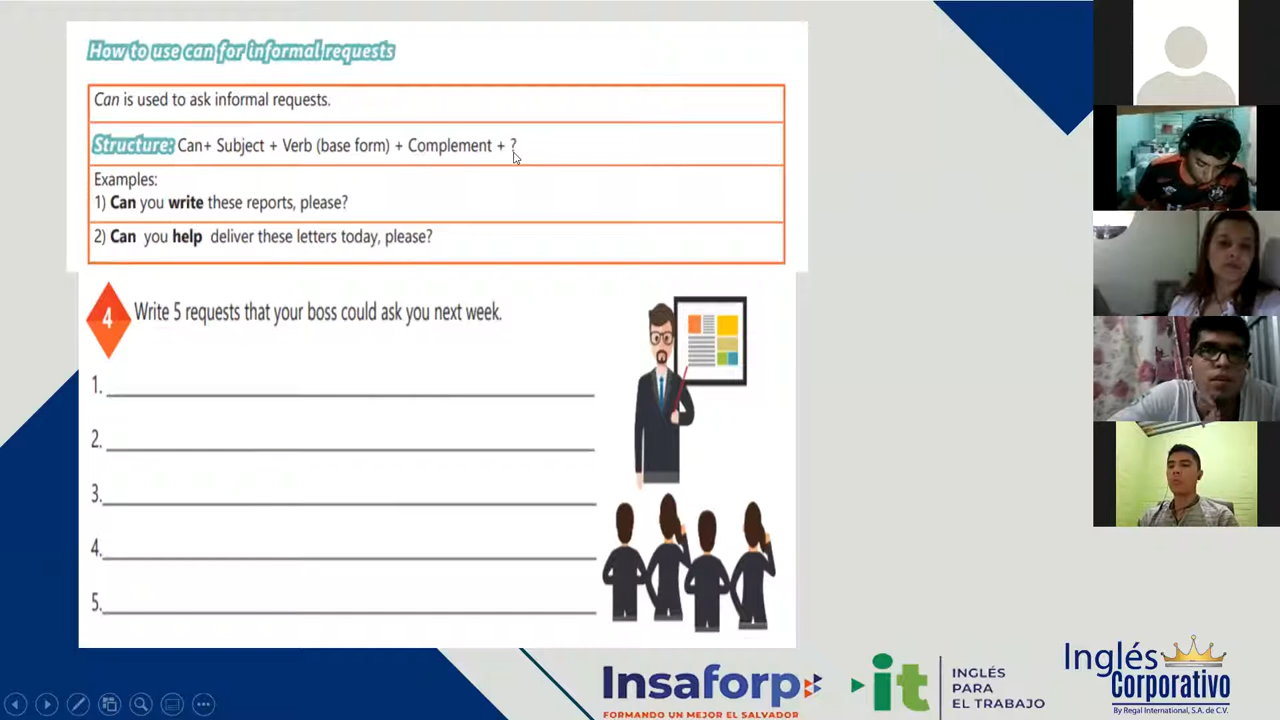 How to use can for informal requests
Can is used to ask informal requests.
Structure: Can+ Subject + Verb (base form) + Complement + ?
Examples:
1) Can you write these reports, please?
2) Can you help deliver these letters today, please?
4 Write 5 requests that your boss could ask you next week.
1.
2.
3.
4.
5.
Insaforp
FORMANDO UN MEJOR EL SALVADOR
it
INGLÉS
PARA
EL TRABAJO
Inglés
Corporativo
By Regal International, S.A. de C.V.